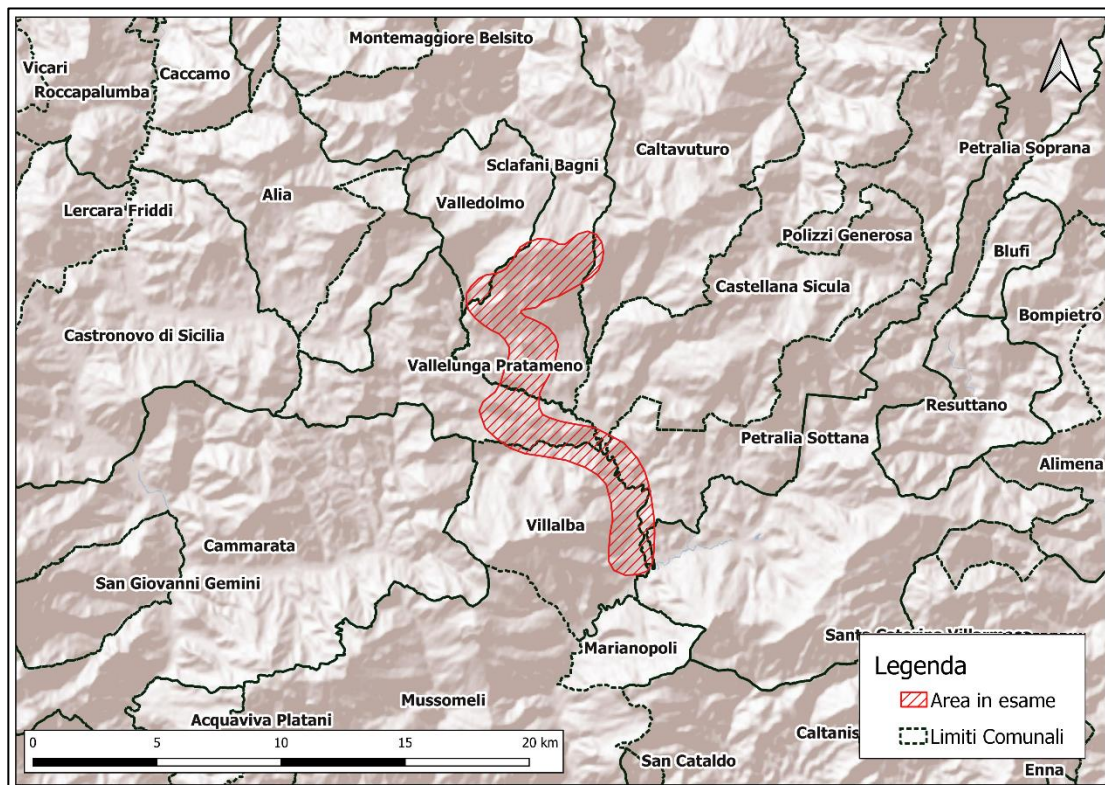 Montemaggiore Belsito
Vicari
Caccamo
Roccapalumba
Caltavuturo
Petralia Soprana
Sclafani Bagni
Alia
Valledolmo
Lercara Friddi
Polizzi Generosa
Blufi
Castellana Sicula
Bompietro
Castronovo di Sicilia
Vallelunga Pratameno
Resuttano
Petralia Sottana
Alimena
Villalba
Cammarata
San Giovanni Gemini
Marianopoli
Legenda
Area in esame
Limiti Comunali
Mussomeli
Acquaviva Platani
0 5 10 15 20 km
San Cataldo
Enna